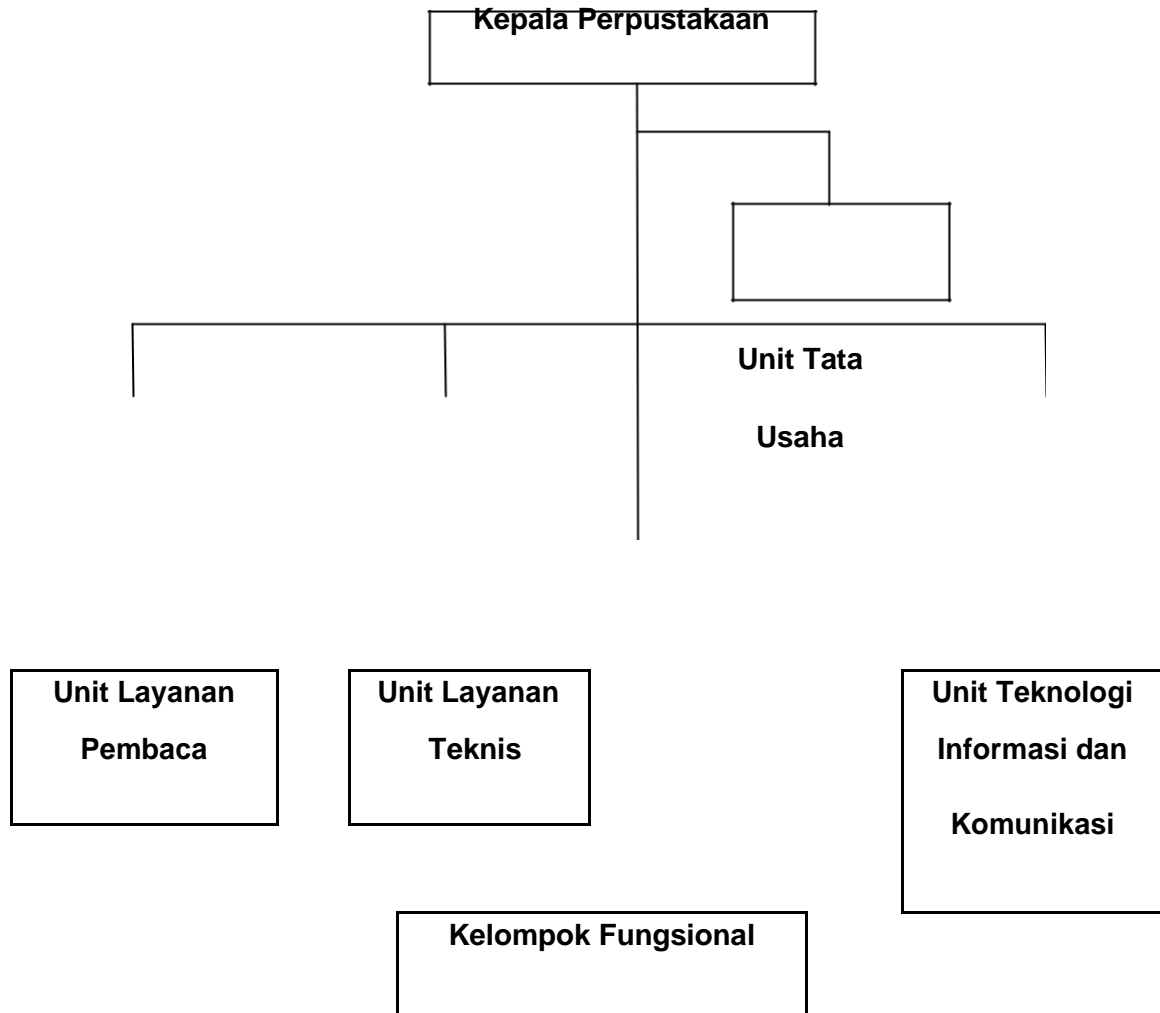 Kepala Perpustakaan
Unit Tata
Usaha
Unit Layanan
Pembaca
Unit Layanan
Teknis
Unit Teknologi
Informasi dan
Komunikasi
Kelompok Fungsional